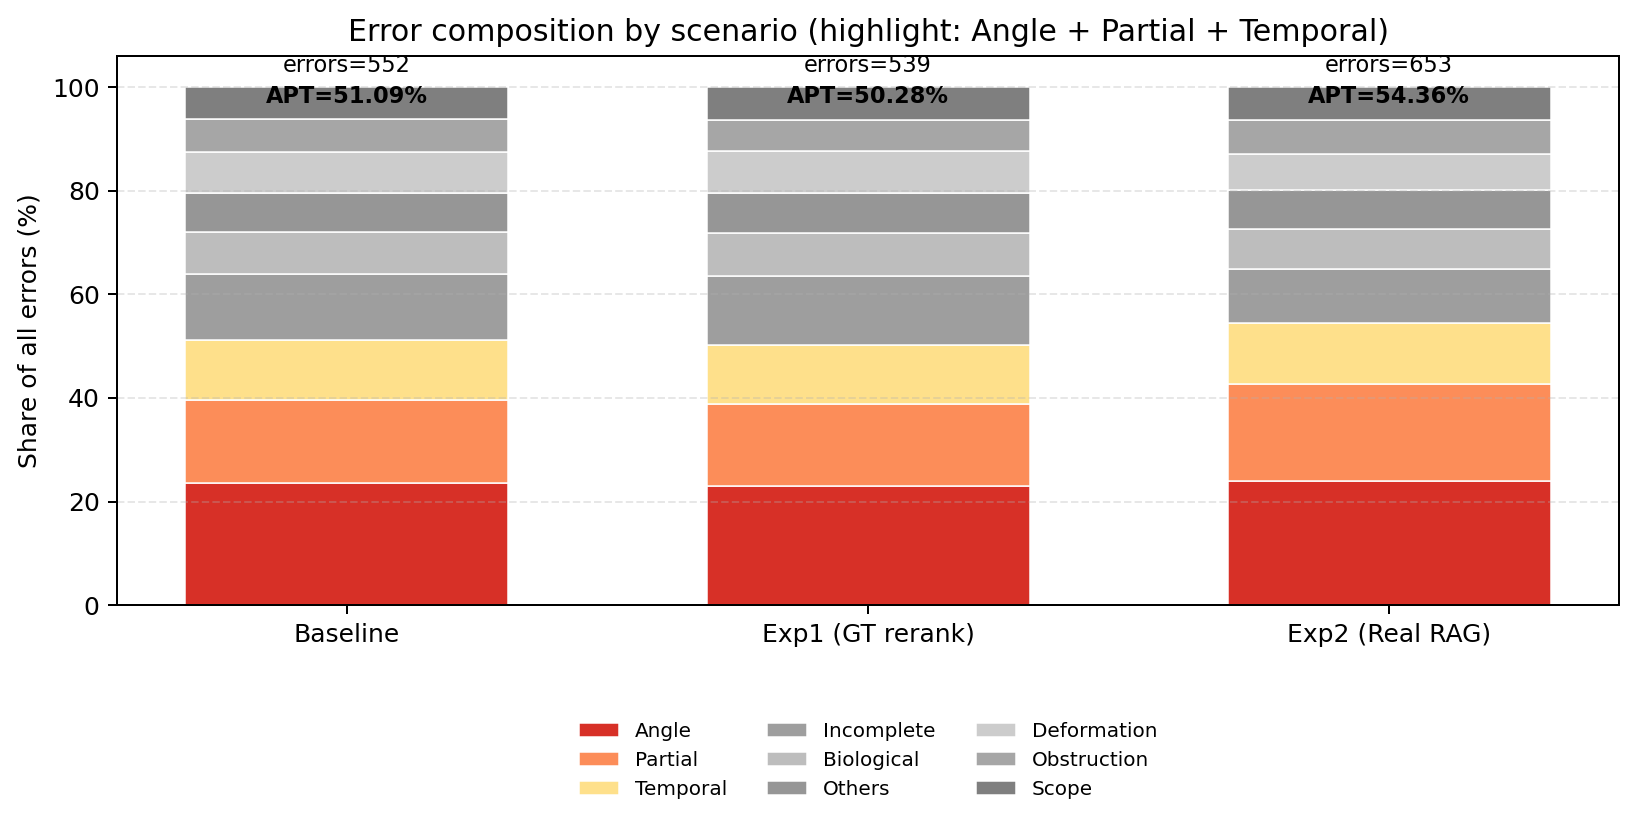 Error composition by scenario (highlight: Angle + Partial + Temporal)
errors=552
errors=539
errors=653
APT=51.09%
APT=50.28%
APT=54.36%
Share of all errors (%)
100
80
60
40
20
0
Baseline
Exp1 (GT rerank)
Exp2 (Real RAG)
Angle
Partial
Temporal
Incomplete
Biological
Others
Deformation
Obstruction
Scope